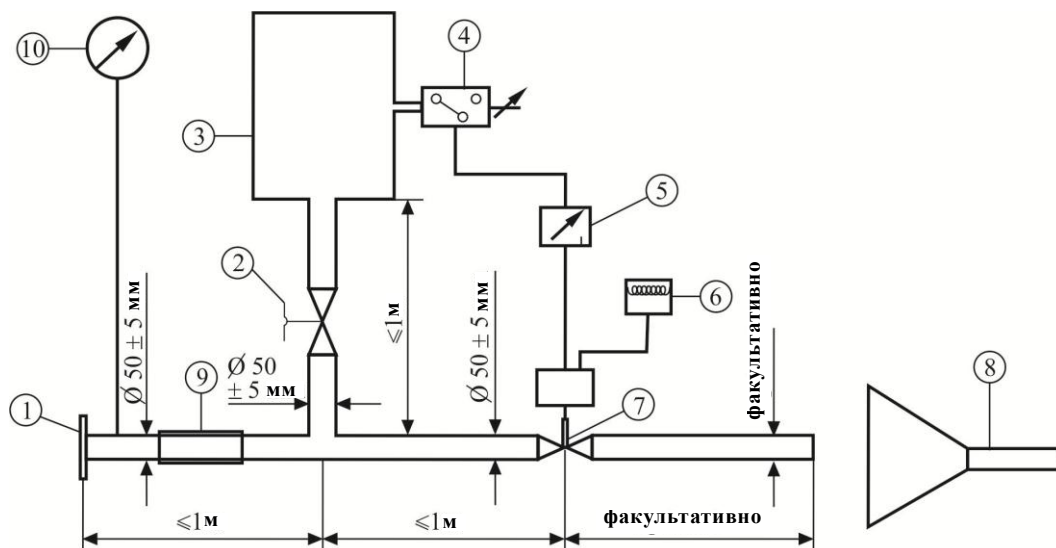 10
4
3
5
2
6
≤1м
Ø 50 ± 5 мм
Ø 50 ± 5 мм
факультативно
Ø 50
± 5 мм
9
1
7
8
≤1м
≤1м
факультативно